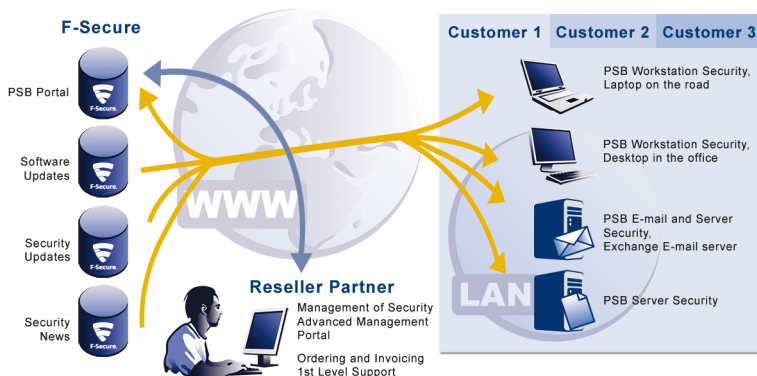 F-Secure
PSB Portal
F-Secure.
Software
Updates
F-Secure.
Security
Updates
F-Secure.
Security
News
F-Secure.
WWW
Reseller Partner
Management of Security
Advanced Management
Portal
Ordering and Invoicing
1st Level Support
Customer 1
Customer 2
Customer 3
PSB Workstation Security,
Laptop on the road
PSB Workstation Security,
Desktop in the office
PSB E-mail and Server
Security,
Exchange E-mail server
LAN
PSB Server Security